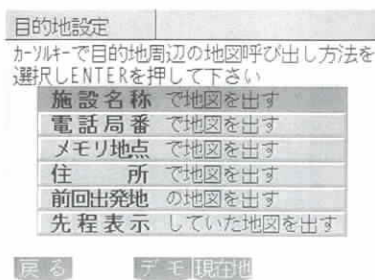 目的地設定
カーソルキーで目的地周辺の地図呼び出し方法を
選択しENTERを押して下さい
施設名称 で地図を出す
電話局番 で地図を出す
メモリ地点 で地図を出す
住 所 で地図を出す
前回出発地 の地図を出す
先程表示 していた地図を出す
戻る デモ 現在地